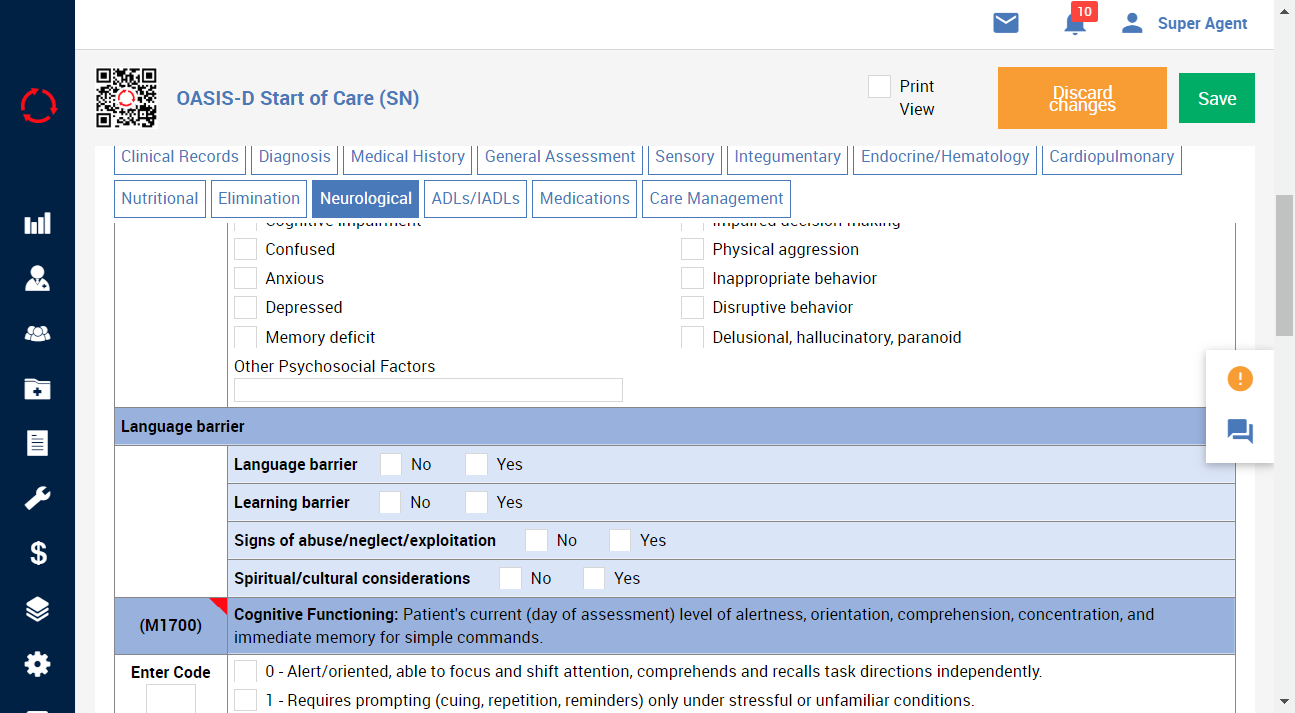 10
Super Agent
OASIS-D Start of Care (SN)
Print
View
Discard
changes
Save
Clinical Records
Diagnosis
Medical History
General Assessment
Sensory
Integumentary
Endocrine/Hematology
Cardiopulmonary
Nutritional
Elimination
Neurological
ADLs/IADLs
Medications
Care Management
Cognitive impairment
Impaired decision-making
Confused
Physical aggression
Anxious
Inappropriate behavior
Depressed
Disruptive behavior
Memory deficit
Delusional, hallucinatory, paranoid
Other Psychosocial Factors
Language barrier
Language barrier No Yes
Learning barrier No Yes
Signs of abuse/neglect/exploitation No Yes
Spiritual/cultural considerations No Yes
(M1700)
Cognitive Functioning: Patient's current (day of assessment) level of alertness, orientation, comprehension, concentration, and
immediate memory for simple commands.
Enter Code
0 - Alert/oriented, able to focus and shift attention, comprehends and recalls task directions independently.
1 - Requires prompting (cuing, repetition, reminders) only under stressful or unfamiliar conditions.